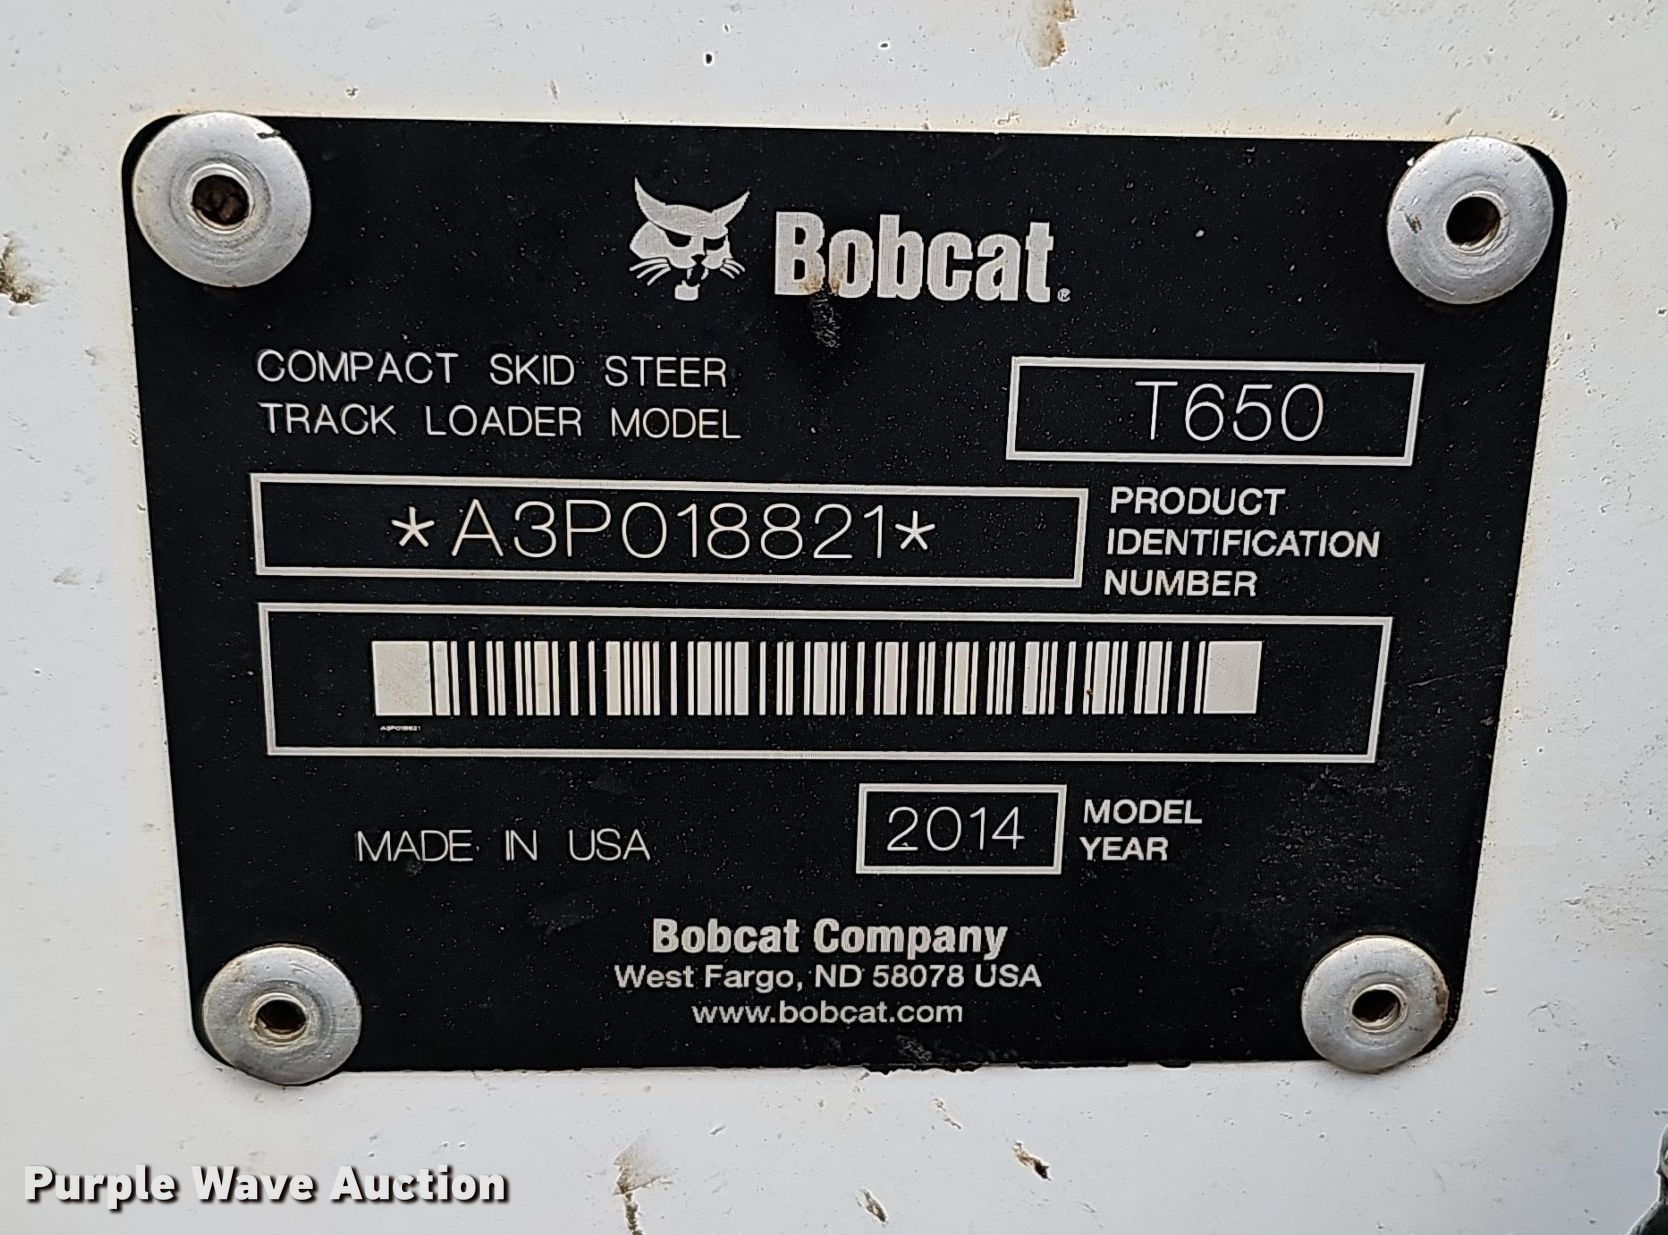 Bobcat®
COMPACT SKID STEER
TRACK LOADER MODEL
T650
*A3P018821*
PRODUCT
IDENTIFICATION
NUMBER
A3P018821
MADE IN USA
2014
MODEL
YEAR
Bobcat Company
West Fargo, ND 58078 USA
www.bobcat.com
Purple Wave Auction